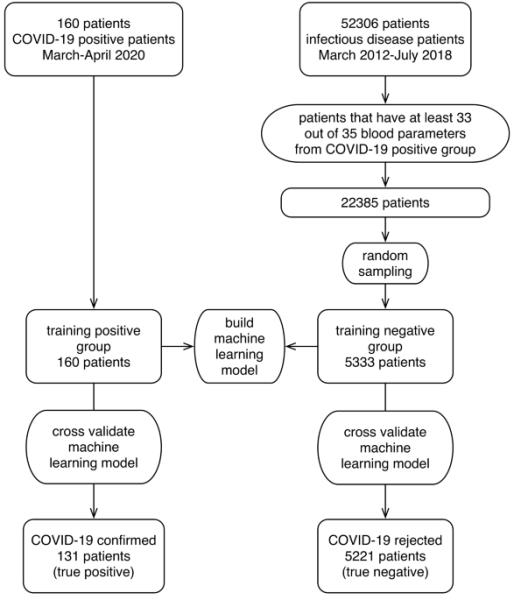 160 patients
COVID-19 positive patients
March-April 2020
52306 patients
infectious disease patients
March 2012-July 2018
patients that have at least 33
out of 35 blood parameters
from COVID-19 positive group
22385 patients
random
sampling
training positive
group
160 patients
build
machine
learning
model
training negative
group
5333 patients
cross validate
machine
learning model
cross validate
machine
learning model
COVID-19 confirmed
131 patients
(true positive)
COVID-19 rejected
5221 patients
(true negative)